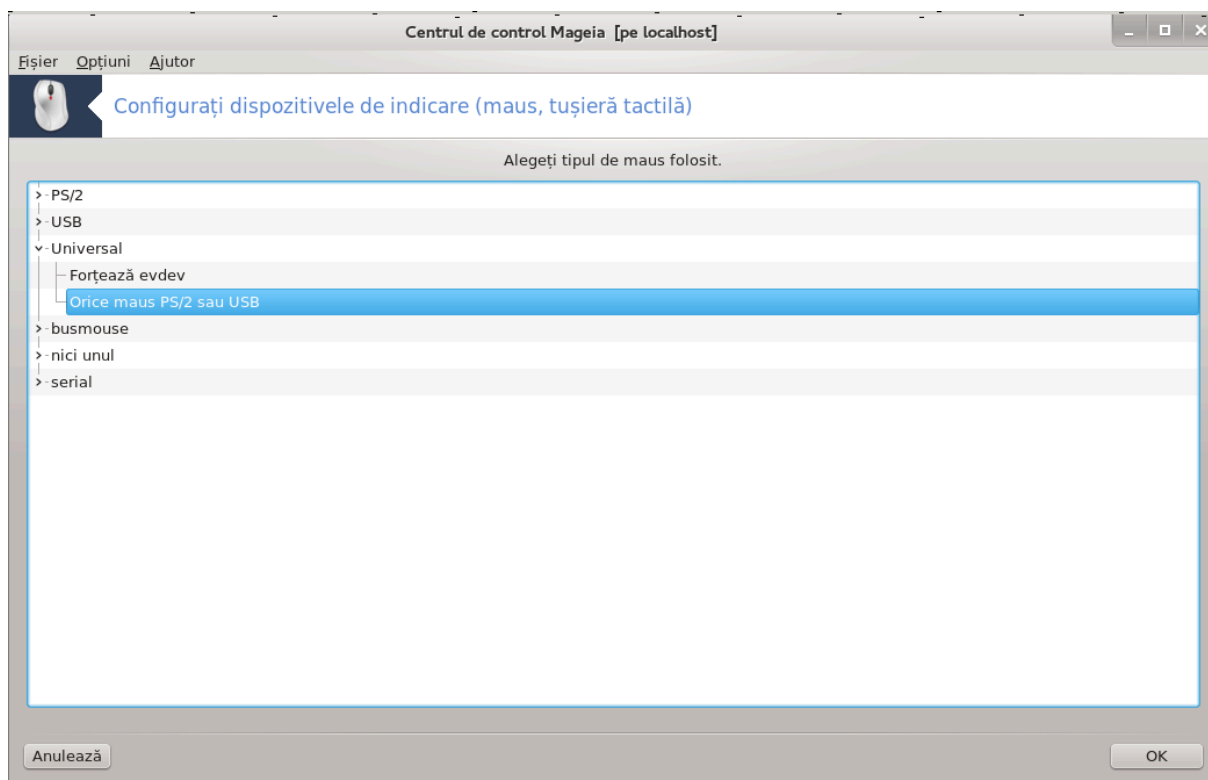 Centrul de control Mageia [pe localhost]
Fișier Opțiuni Ajutor
Configurați dispozitivele de indicare (maus, tușieră tactilă)
Alegeți tipul de maus folosit.
PS/2
USB
Universal
Forțează evdev
Orice maus PS/2 sau USB
busmouse
nici unul
serial
Anulează OK